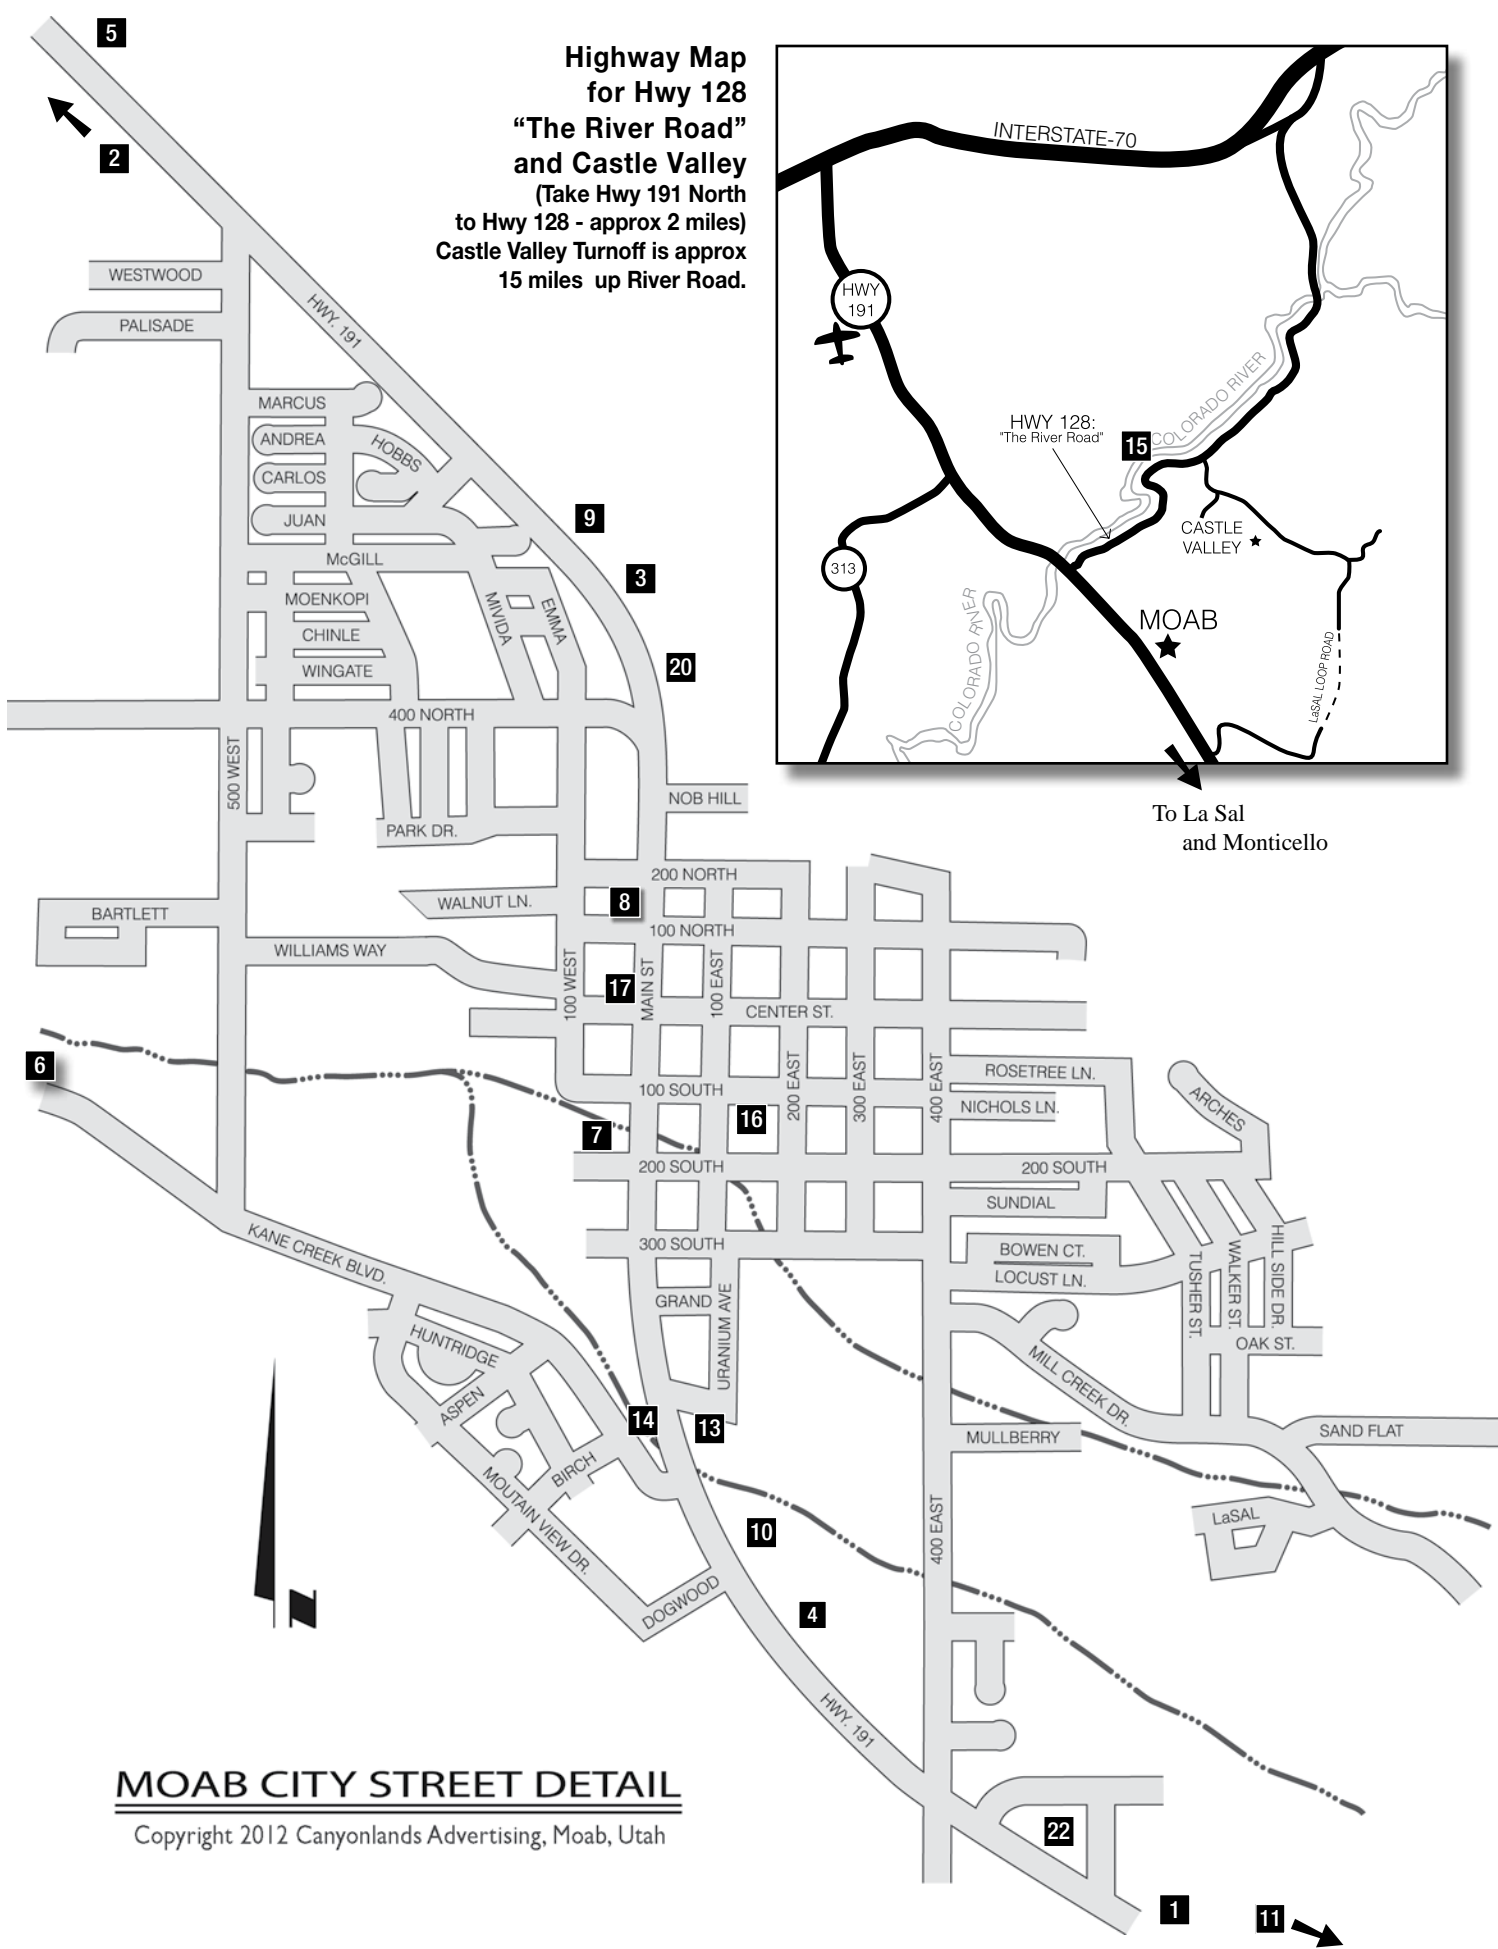 5
2
Highway Map
for Hwy 128
“The River Road”
and Castle Valley
(Take Hwy 191 North
to Hwy 128 - approx 2 miles)
Castle Valley Turnoff is approx
15 miles up River Road.
INTERSTATE-70
HWY
191
COLORADO RIVER
HWY 128:
"The River Road"
15
CASTLE
VALLEY
313
COLORADO RIVER
MOAB
LaSAL LOOP ROAD
To La Sal
and Monticello
WESTWOOD
PALISADE
HWY. 191
MARCUS
ANDREA
HOBBS
CARLOS
JUAN
9
McGILL
3
MOENKOPI
MIVIDA
EMMA
CHINLE
WINGATE
20
400 NORTH
500 WEST
NOB HILL
PARK DR.
200 NORTH
WALNUT LN.
8
BARTLETT
100 NORTH
WILLIAMS WAY
100 WEST
17
MAIN ST
100 EAST
CENTER ST.
6
100 SOUTH
200 EAST
300 EAST
400 EAST
ROSETREE LN.
NICHOLS LN.
ARCHES
7
16
200 SOUTH
200 SOUTH
SUNDIAL
KANE CREEK BLVD.
300 SOUTH
BOWEN CT.
LOCUST LN.
TUSHER ST.
WALKER ST.
HILL SIDE DR.
GRAND
URANIUM AVE
HUNTRIDGE
OAK ST.
MILL CREEK DR.
ASPEN
14
13
MULLBERRY
SAND FLAT
BIRCH
MOUTAIN VIEW DR.
LaSAL
10
400 EAST
DOGWOOD
4
HWY. 191
MOAB CITY STREET DETAIL
Copyright 2012 Canyonlands Advertising, Moab, Utah
22
1
11